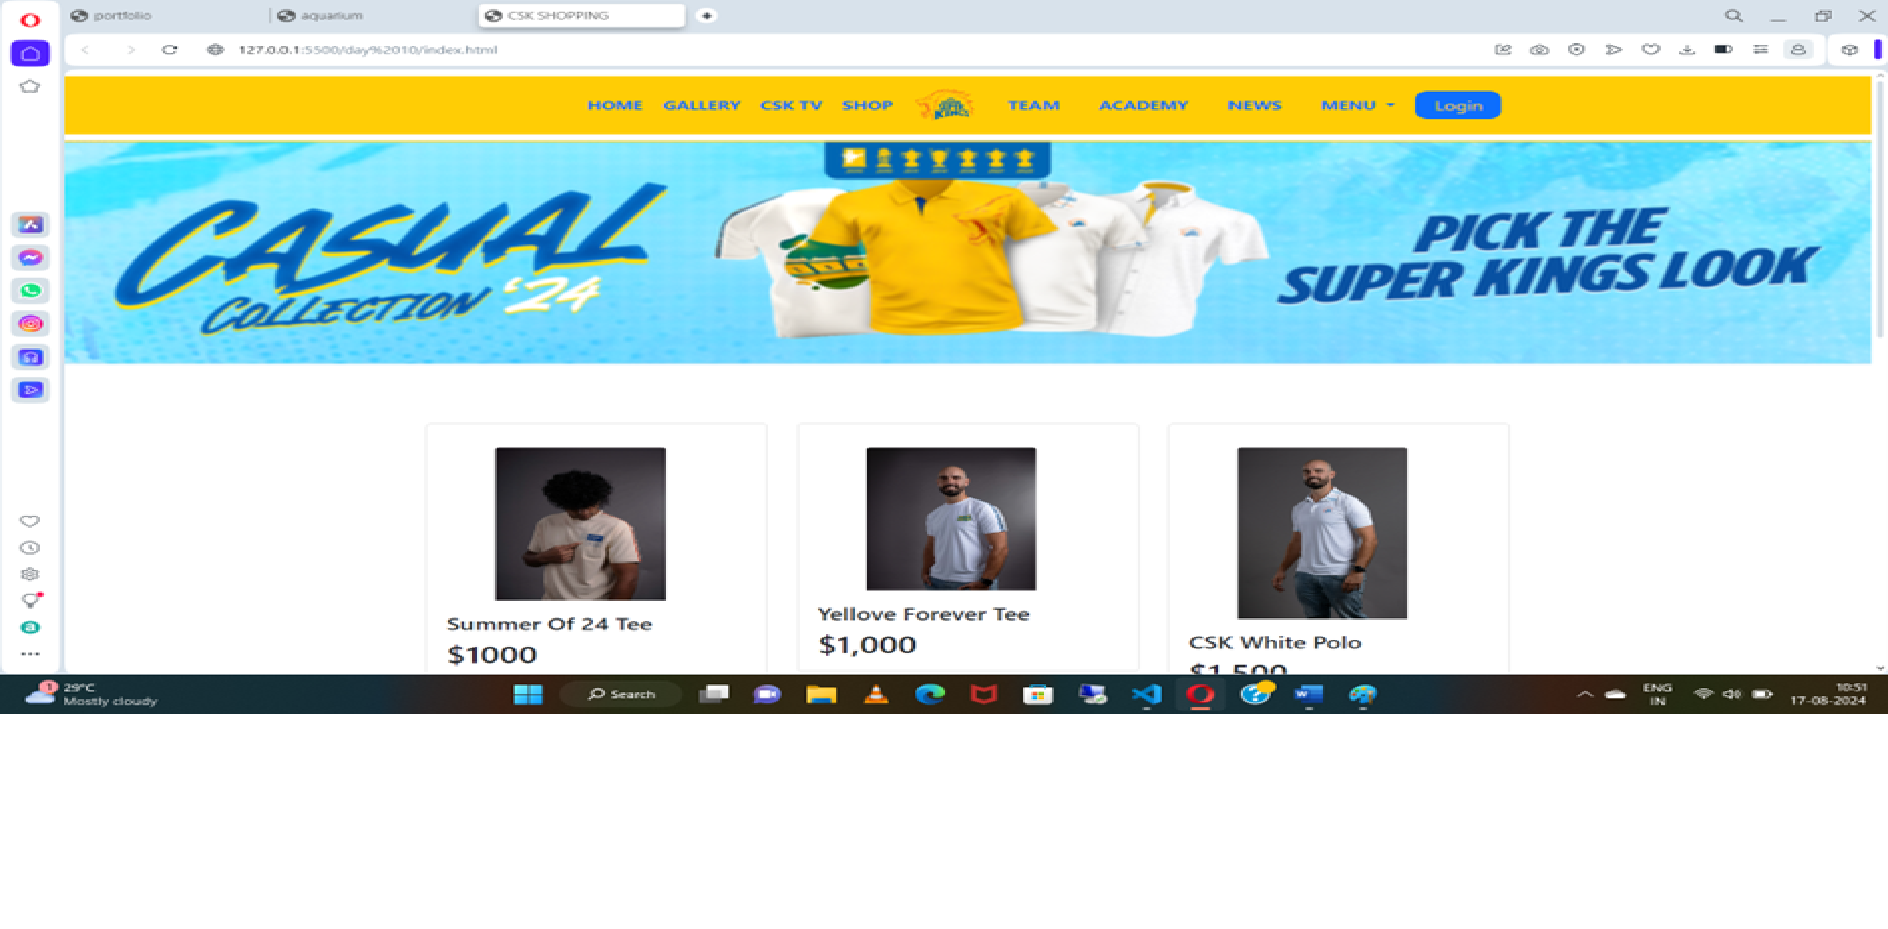 portfolio
aquarium
CSK SHOPPING
127.0.0.1:5500/day%2010/index.html
HOME GALLERY CSK TV SHOP TEAM ACADEMY NEWS MENU Login
CASUAL
COLLECTION '24
PICK THE
SUPER KINGS LOOK
Summer Of 24 Tee
$1000
Yellove Forever Tee
$1,000
CSK White Polo
$1,500
1
29°C
Mostly cloudy
Search
ENG
IN
10:51
17-08-2024